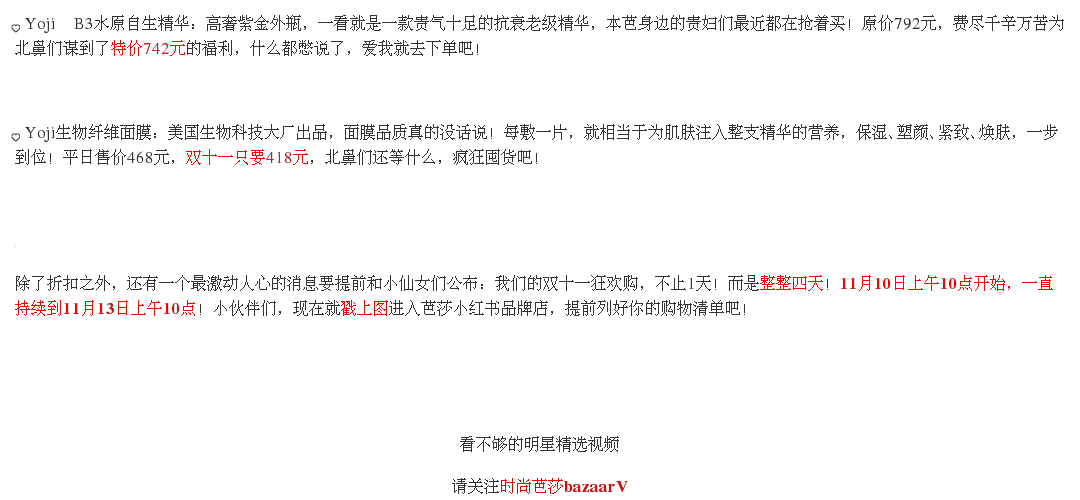 Yoji B3水原自生精华：高奢紫金外瓶，一看就是一款贵气十足的抗衰老级精华，本芭身边的贵妇们最近都在抢着买！原价792元，费尽千辛万苦为
北鼻们谋到了特价742元的福利，什么都憋说了，爱我就去下单吧！
Yoji生物纤维面膜：美国生物科技大厂出品，面膜品质真的没话说！每敷一片，就相当于为肌肤注入整支精华的营养，保湿、塑颜、紧致、焕肤，一步
到位！平日售价468元，双十一只要418元，北鼻们还等什么，疯狂囤货吧！
除了折扣之外，还有一个最激动人心的消息要提前和小仙女们公布：我们的双十一狂欢购，不止1天！而是整整四天！11月10日上午10点开始，一直
持续到11月13日上午10点！小伙伴们，现在就戳上图进入芭莎小红书品牌店，提前列好你的购物清单吧！
看不够的明星精选视频
请关注时尚芭莎bazaarV